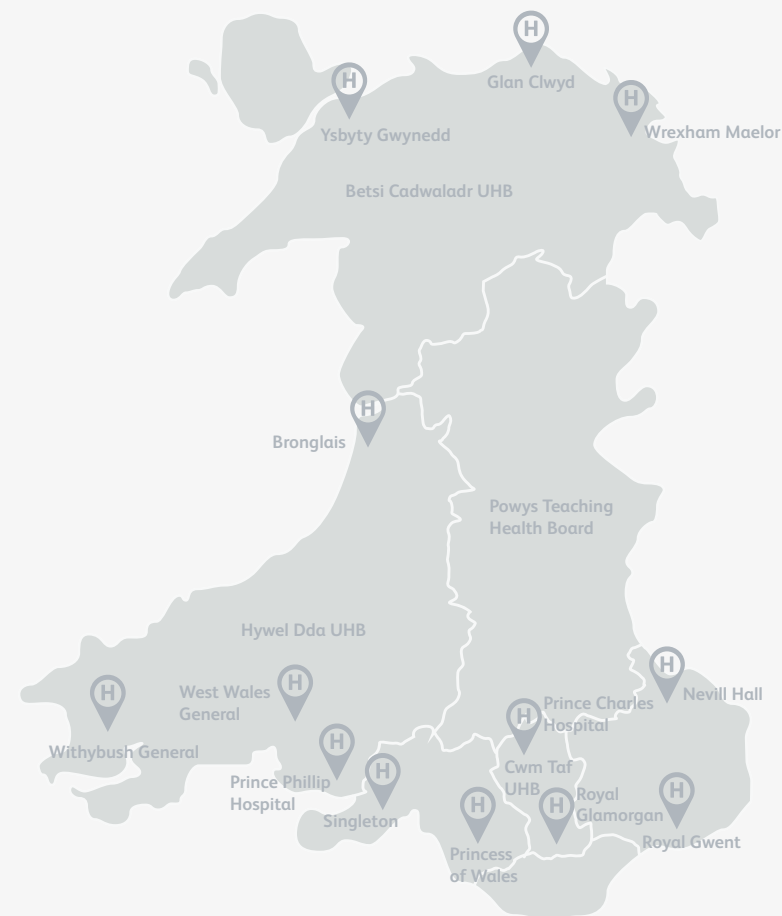 H
Glan Clwyd
H
Ysbyty Gwynedd
H
Wrexham Maelor
Betsi Cadwaladr UHB
H
Bronglais
Powys Teaching
Health Board
Hywel Dda UHB
H
Nevill Hall
H
West Wales
General
H
Withybush General
H
Prince Charles
Hospital
H
Prince Phillip
Hospital
H
Singleton
Cwm Taf
UHB
H
Royal
Glamorgan
H
Royal Gwent
H
Princess
of Wales